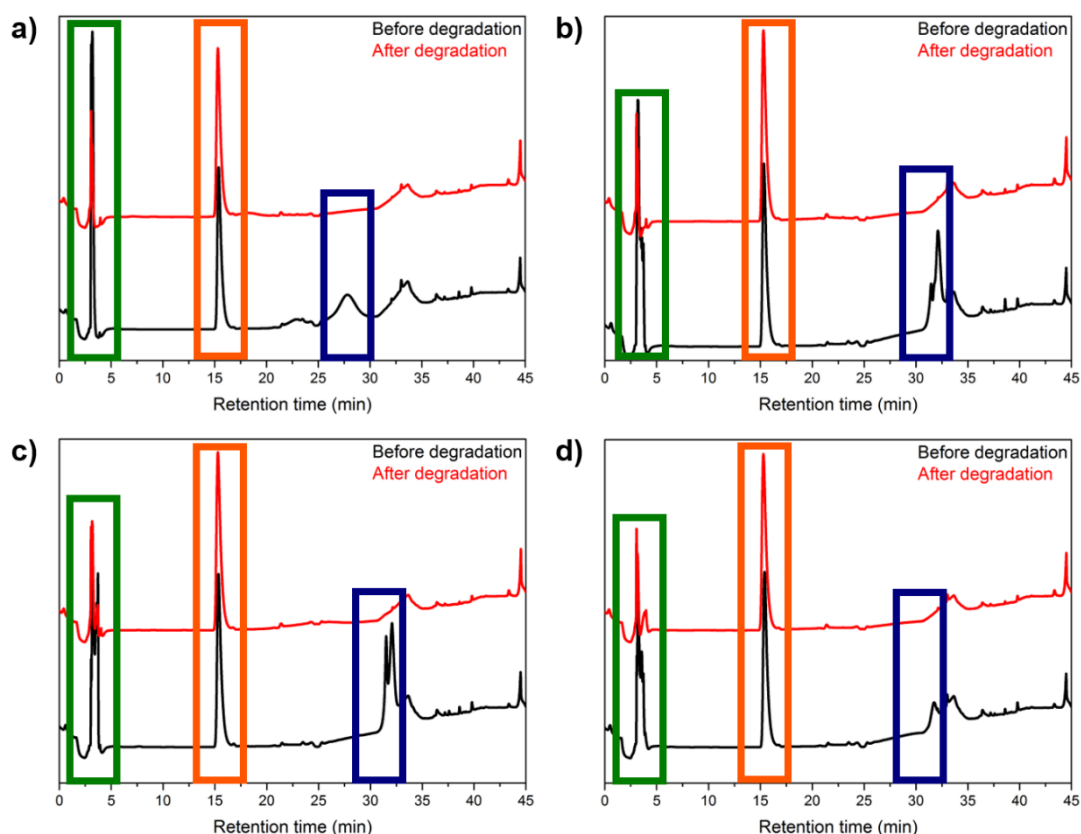 a)
Before degradation
After degradation
0 5 10 15 20 25 30 35 40 45
Retention time (min)
b)
Before degradation
After degradation
0 5 10 15 20 25 30 35 40 45
Retention time (min)
c)
Before degradation
After degradation
0 5 10 15 20 25 30 35 40 45
Retention time (min)
d)
Before degradation
After degradation
0 5 10 15 20 25 30 35 40 45
Retention time (min)